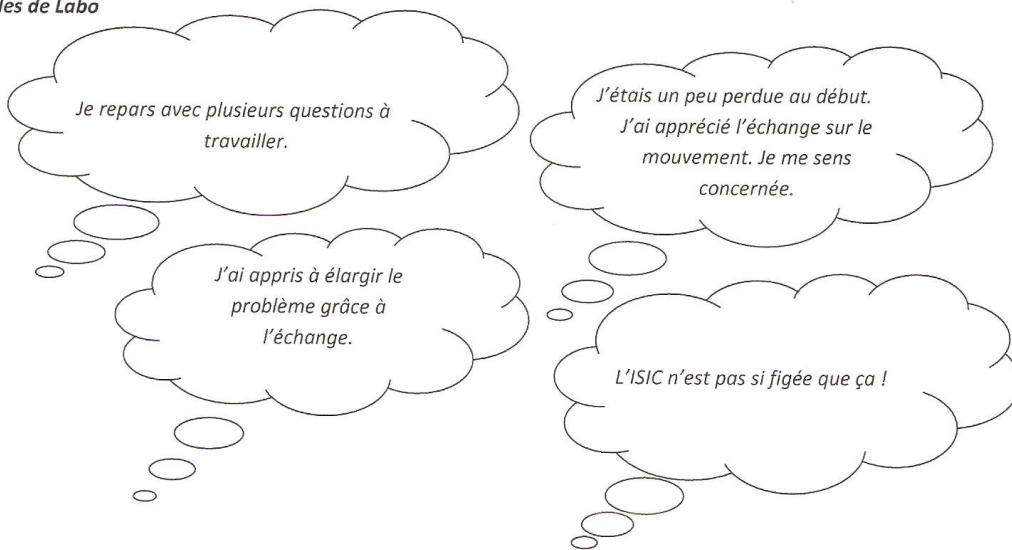 les de Labo
Je repars avec plusieurs questions à
travailler.
J'étais un peu perdue au début.
J'ai apprécié l'échange sur le
mouvement. Je me sens
concernée.
J'ai appris à élargir le
problème grâce à
l'échange.
L'ISIC n'est pas si figée que ça !